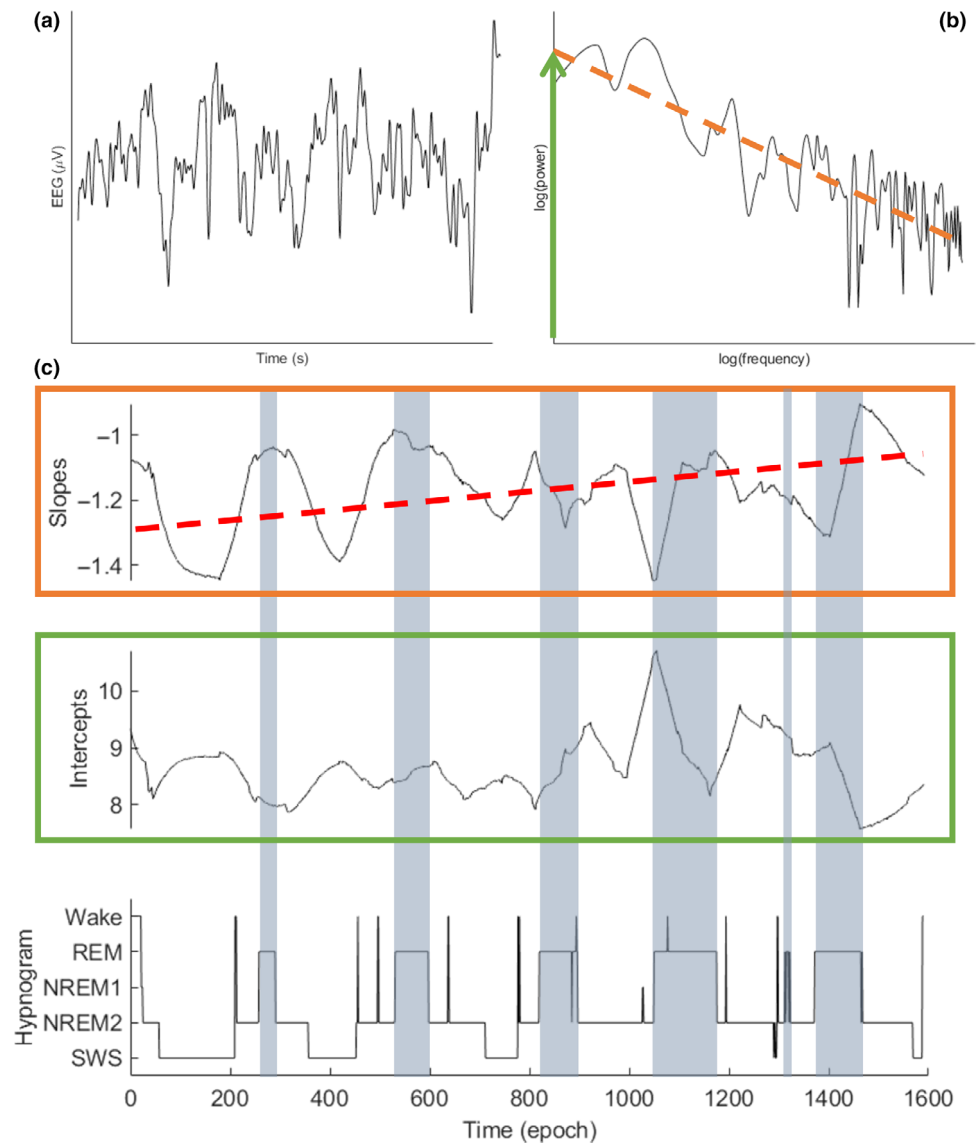 (a)
EEG (μV)
Time (s)
(b)
log(power)
log(frequency)
(c)
Slopes
−1
−1.2
−1.4
Intercepts
10
9
8
Hypnogram
Wake
REM
NREM1
NREM2
SWS
0 200 400 600 800 1000 1200 1400 1600
Time (epoch)